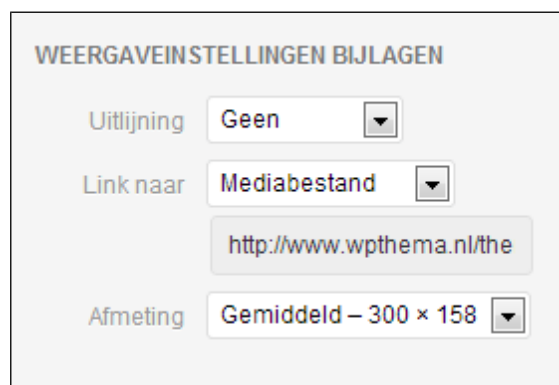 WEERGAVEINSTELLINGEN BIJLAGEN
Uitlijning Geen
Link naar Mediabestand
http://www.wpthema.nl/the
Afmeting Gemiddeld – 300 × 158